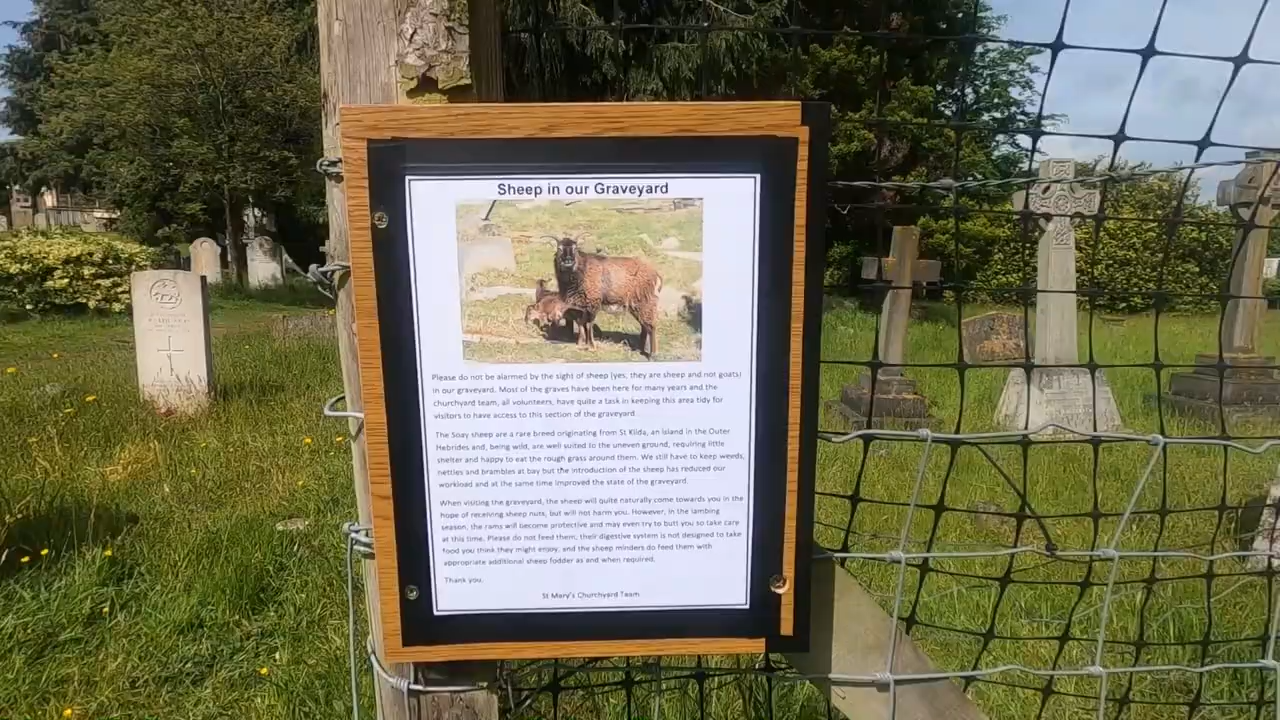 Sheep in our Graveyard
Please do not be alarmed by the sight of sheep (yes, they are sheep and not goats)
in our graveyard. Most of the graves have been here for many years and the
churchyard team, all volunteers, have quite a task in keeping this area tidy for
visitors to have access to this section of the graveyard.
The Soay sheep are a rare breed originating from St Kilda, an island in the Outer
Hebrides and, being wild, are well suited to the uneven ground, requiring little
shelter and happy to eat the rough grass around them. We still have to keep weeds,
nettles and brambles at bay but the introduction of the sheep has reduced our
workload and at the same time improved the state of the graveyard.
When visiting the graveyard, the sheep will quite naturally come towards you in the
hope of receiving sheep nuts, but will not harm you. However, in the lambing
season, the rams will become protective and may even try to butt you so take care
at this time. Please do not feed them, their digestive system is not designed to take
food you think they might enjoy, and the sheep minders do feed them with
appropriate additional sheep fodder as and when required.
Thank you.
St Mary's Churchyard Team